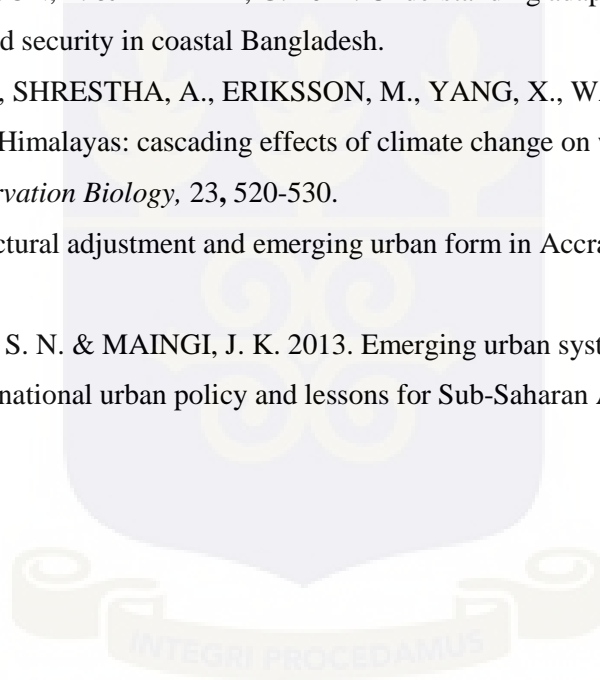 d security in coastal Bangladesh.
, SHRESTHA, A., ERIKSSON, M., YANG, X., W
Himalayas: cascading effects of climate change on
rvation Biology, 23, 520-530.
ctural adjustment and emerging urban form in Accra
S. N. & MAINGI, J. K. 2013. Emerging urban syst
national urban policy and lessons for Sub-Saharan
INTEGRI PROCEDAMUS